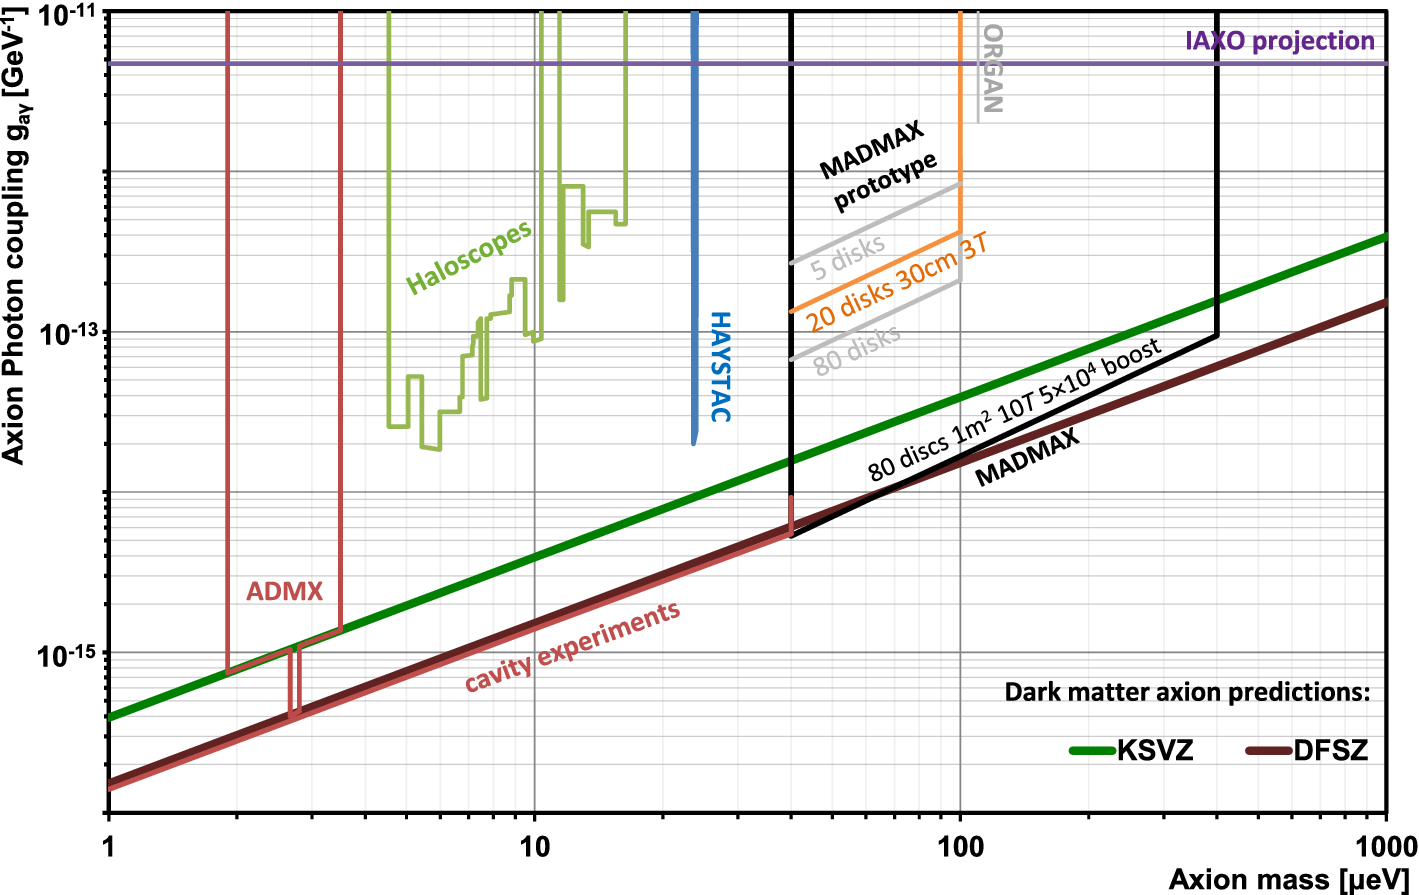 Axion Photon coupling gaγ [GeV-1]
10-11
10-13
10-15
IAXO projection
ORGAN
MADMAX
prototype
5 disks
20 disks 30cm 3T
80 disks
Haloscopes
HAYSTAC
80 discs 1m2 10T 5×104 boost
MADMAX
ADMX
cavity experiments
Dark matter axion predictions:
KSVZ
DFSZ
1
10
100
1000
Axion mass [μeV]